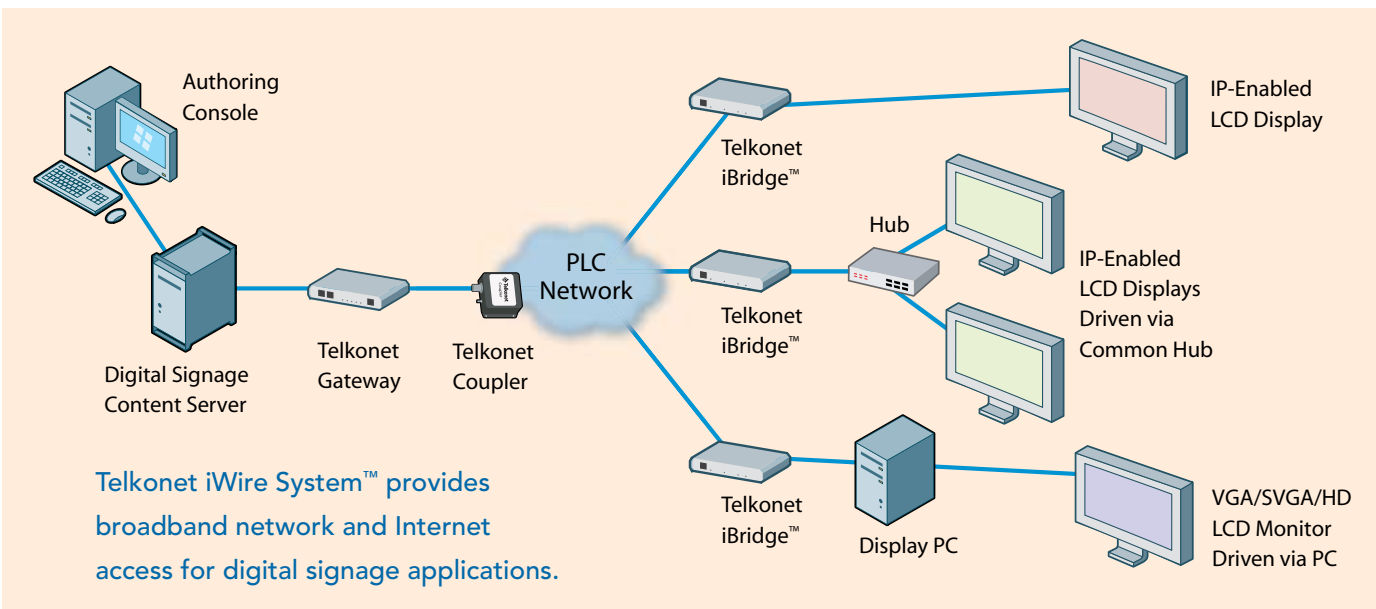 Authoring
Console
Digital Signage
Content Server
Telkonet
Gateway
Telkonet
Coupler
Telkonet
Coupler
PLC
Network
Telkonet
iBridge™
IP-Enabled
LCD Display
Telkonet
iBridge™
Hub
IP-Enabled
LCD Displays
Driven via
Common Hub
Telkonet
iBridge™
Display PC
VGA/SVGA/HD
LCD Monitor
Driven via PC
Telkonet iWire System™ provides
broadband network and Internet
access for digital signage applications.